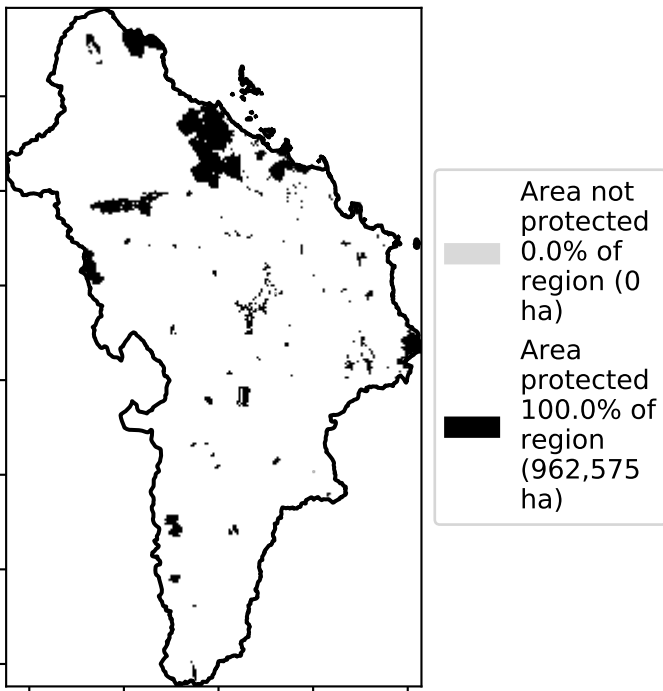 Area not
protected
0.0% of
region (0
ha)
Area
protected
100.0% of
region
(962,575
ha)